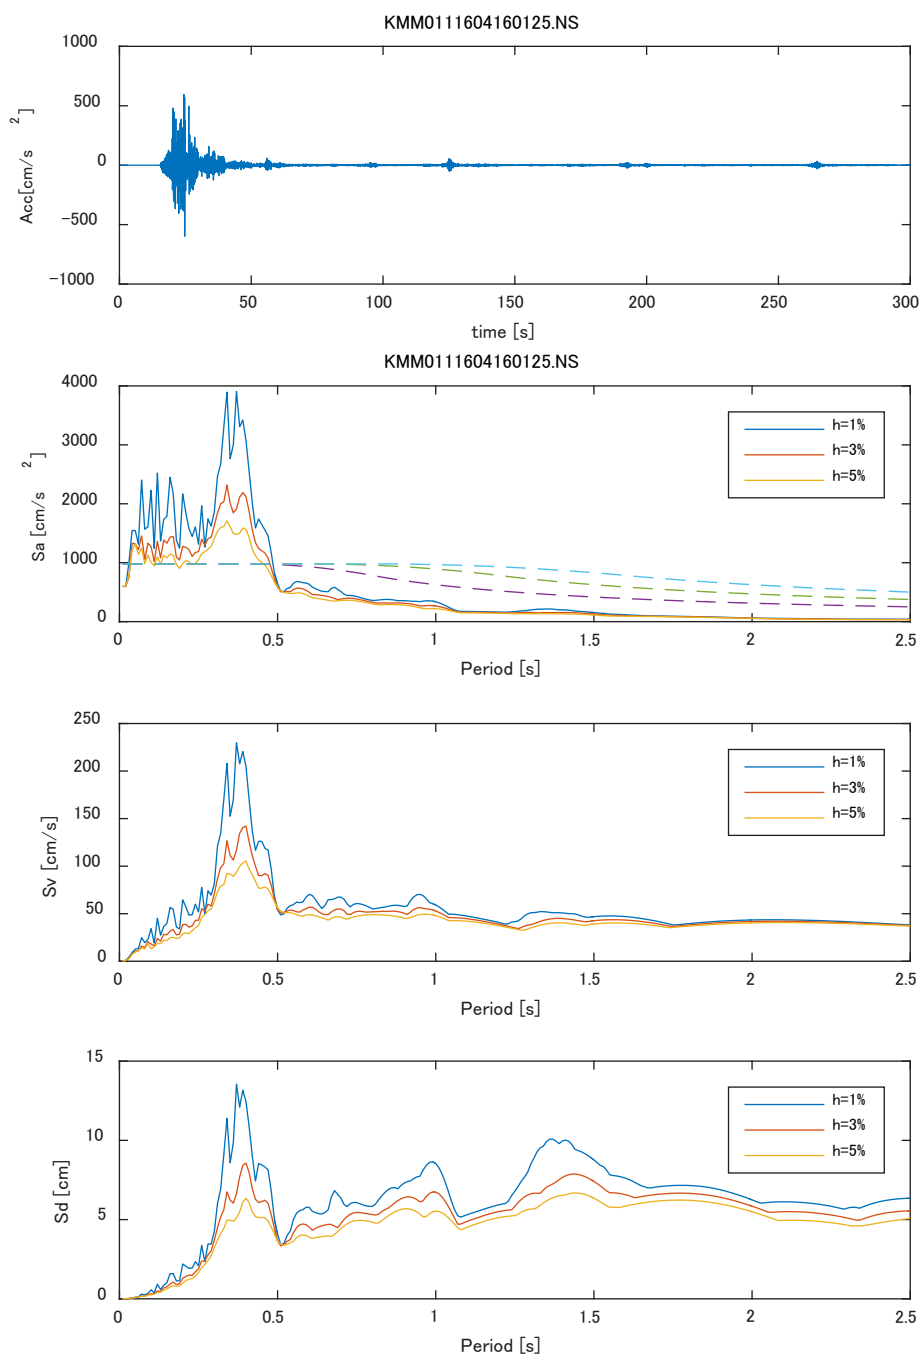 KMM0111604160125.NS
1000
500
0
-500
-1000
Acc[cm/s 2 ]
0 50 100 150 200 250 300
time [s]
KMM0111604160125.NS
4000
3000
2000
1000
0
Sa [cm/s 2 ]
h=1%
h=3%
h=5%
0 0.5 1 1.5 2 2.5
Period [s]
250
200
150
100
50
0
Sv [cm/s]
h=1%
h=3%
h=5%
0 0.5 1 1.5 2 2.5
Period [s]
15
10
5
0
Sd [cm]
h=1%
h=3%
h=5%
0 0.5 1 1.5 2 2.5
Period [s]